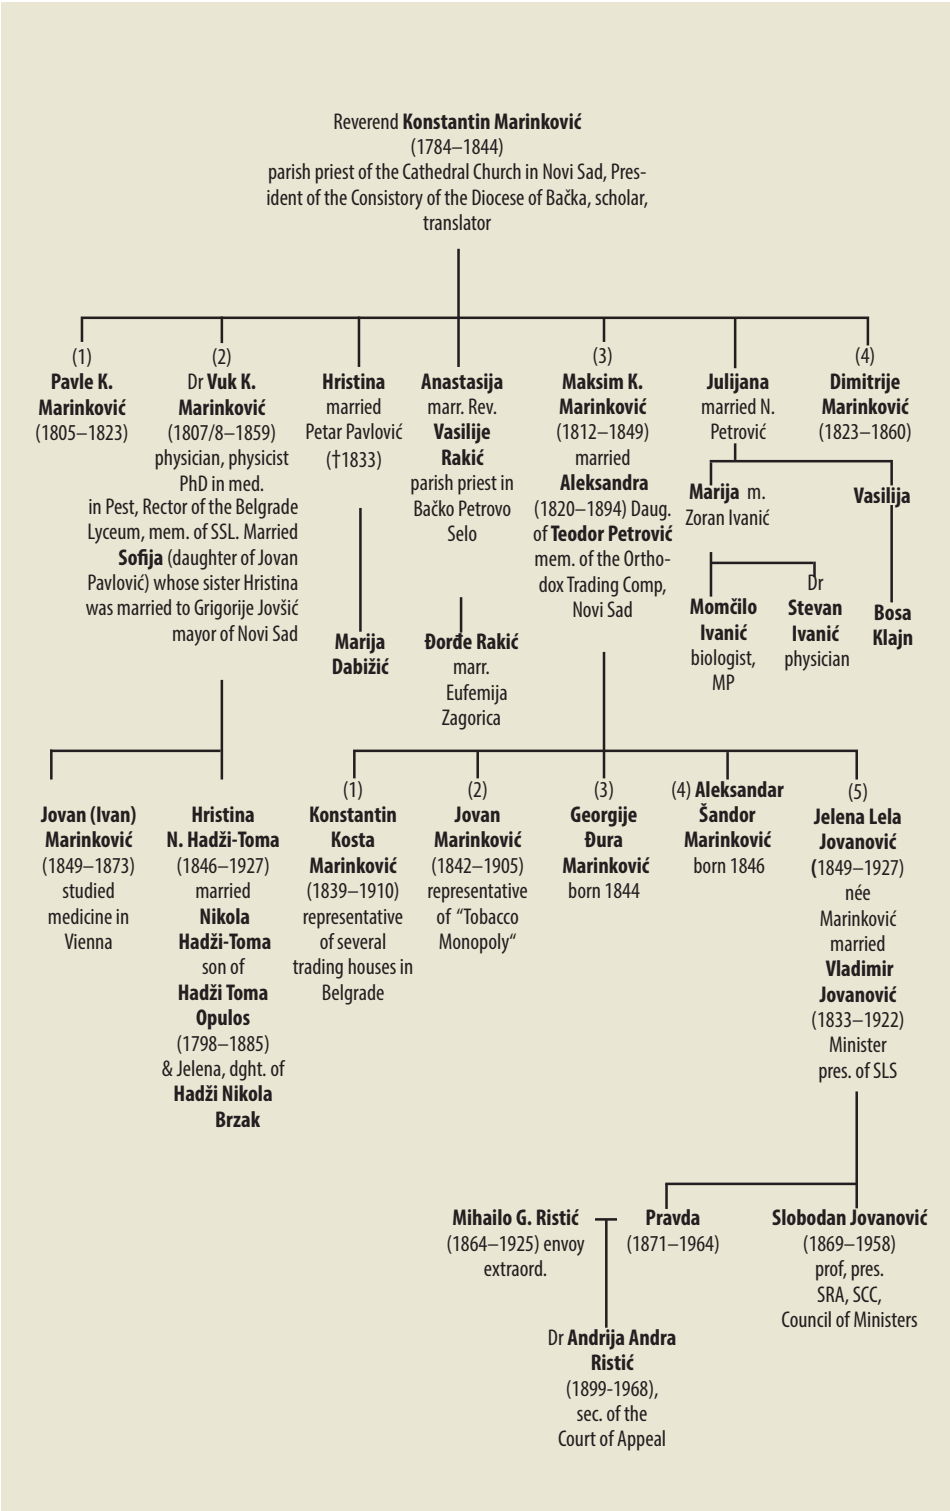 Reverend Konstantin Marinković
(1784–1844)
parish priest of the Cathedral Church in Novi Sad, Pres-
ident of the Consistory of the Diocese of Bačka, scholar,
translator
(1)
Pavle K.
Marinković
(1805–1823)
(2)
Dr Vuk K.
Marinković
(1807/8–1859)
physician, physicist
PhD in med.
in Pest, Rector of the Belgrade
Lyceum, mem. of SSL. Married
Sofija (daughter of Jovan
Pavlović) whose sister Hristina
was married to Grigorije Jovšić
mayor of Novi Sad
Hristina
married
Petar Pavlović
(†1833)
Marija
Dabižić
Anastasija
marr. Rev.
Vasilije
Rakić
parish priest in
Bačko Petrovo
Selo
Đorđe Rakić
marr.
Eufemija
Zagorica
(3)
Maksim K.
Marinković
(1812–1849)
married
Aleksandra
(1820–1894) Daug.
of Teodor Petrović
mem. of the Ortho-
dox Trading Comp,
Novi Sad
Julijana
married N.
Petrović
Marija m.
Zoran Ivanić
Momčilo
Ivanić
biologist,
MP
Dr
Stevan
Ivanić
physician
Vasilija
Bosa
Klajn
(4)
Dimitrije
Marinković
(1823–1860)
Jovan (Ivan)
Marinković
(1849–1873)
studied
medicine in
Vienna
Hristina
N. Hadži-Toma
(1846–1927)
married
Nikola
Hadži-Toma
son of
Hadži Toma
Opulos
(1798–1885)
& Jelena, dght. of
Hadži Nikola
Brzak
(1)
Konstantin
Kosta
Marinković
(1839–1910)
representative
of several
trading houses in
Belgrade
(2)
Jovan
Marinković
(1842–1905)
representative
of “Tobacco
Monopoly“
(3)
Georgije
Đura
Marinković
born 1844
(4) Aleksandar
Šandor
Marinković
born 1846
(5)
Jelena Lela
Jovanović
(1849–1927)
née
Marinković
married
Vladimir
Jovanović
(1833–1922)
Minister
pres. of SLS
Mihailo G. Ristić
(1864–1925) envoy
extraord.
Pravda
(1871–1964)
Slobodan Jovanović
(1869–1958)
prof, pres.
SRA, SCC,
Council of Ministers
Dr Andrija Andra
Ristić
(1899-1968),
sec. of the
Court of Appeal